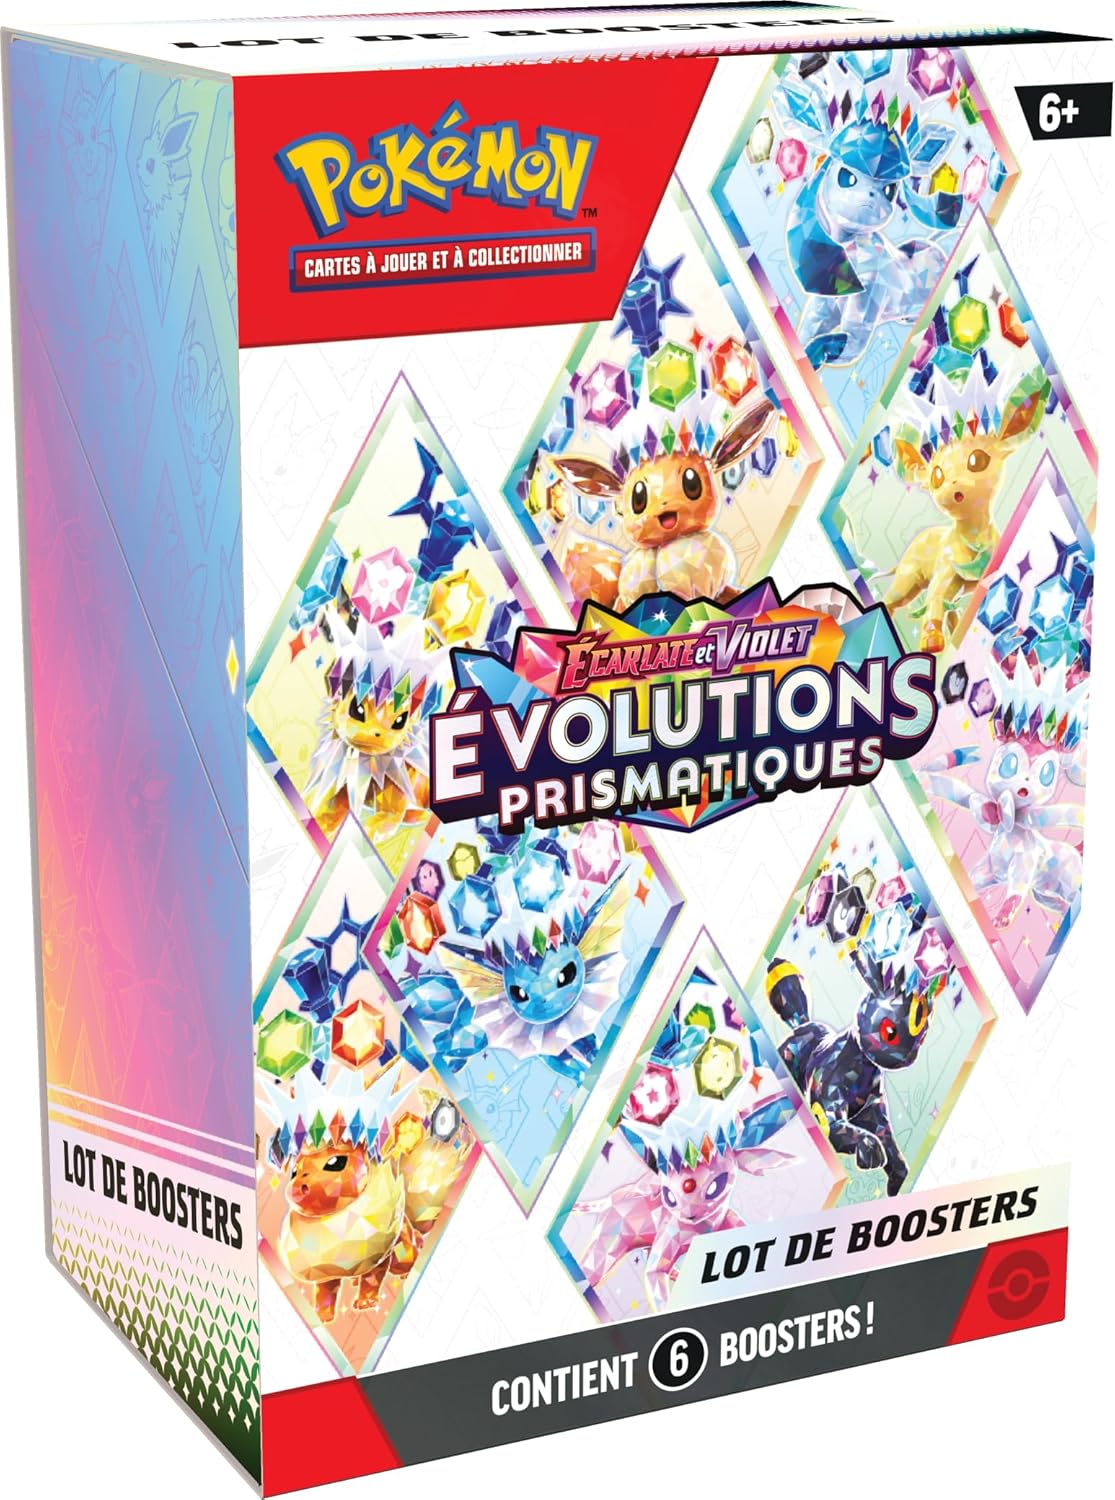 LOT DE BOOSTERS
6+
POKÉMON™
CARTES À JOUER ET À COLLECTIONNER
ÉCARLATE et VIOLET
ÉVOLUTIONS
PRISMATIQUES
LOT DE BOOSTERS
LOT DE BOOSTERS
CONTIENT 6 BOOSTERS !